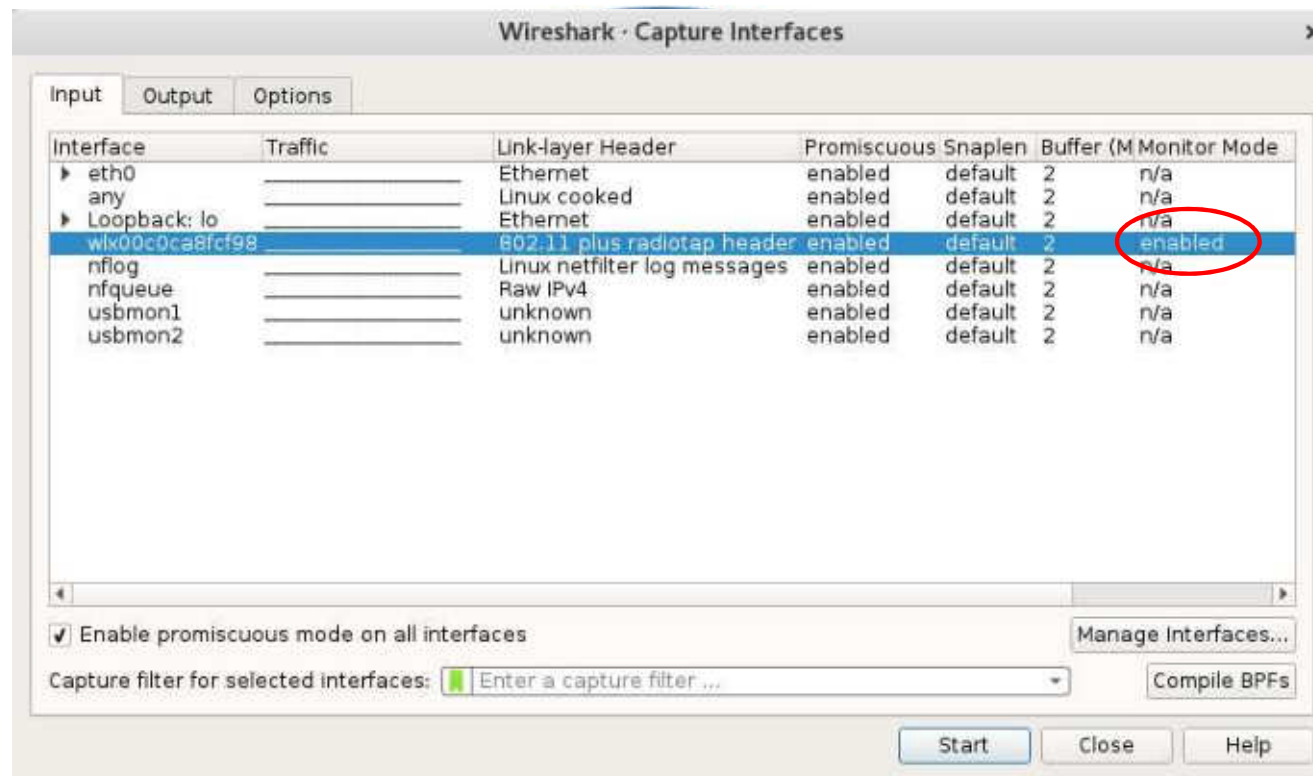 Wireshark · Capture Interfaces
Input Output Options
Interface Traffic Link-layer Header Promiscuous Snaplen Buffer (M Monitor Mode
eth0 Ethernet enabled default 2 n/a
any Linux cooked enabled default 2 n/a
Loopback: lo Ethernet enabled default 2 n/a
wlx00c0ca8fcf98 802.11 plus radiotap header enabled default 2 enabled
nflog Linux netfilter log messages enabled default 2 n/a
nfqueue Raw IPv4 enabled default 2 n/a
usbmon1 unknown enabled default 2 n/a
usbmon2 unknown enabled default 2 n/a
Enable promiscuous mode on all interfaces Manage Interfaces...
Capture filter for selected interfaces: Enter a capture filter ... Compile BPFs
Start Close Help